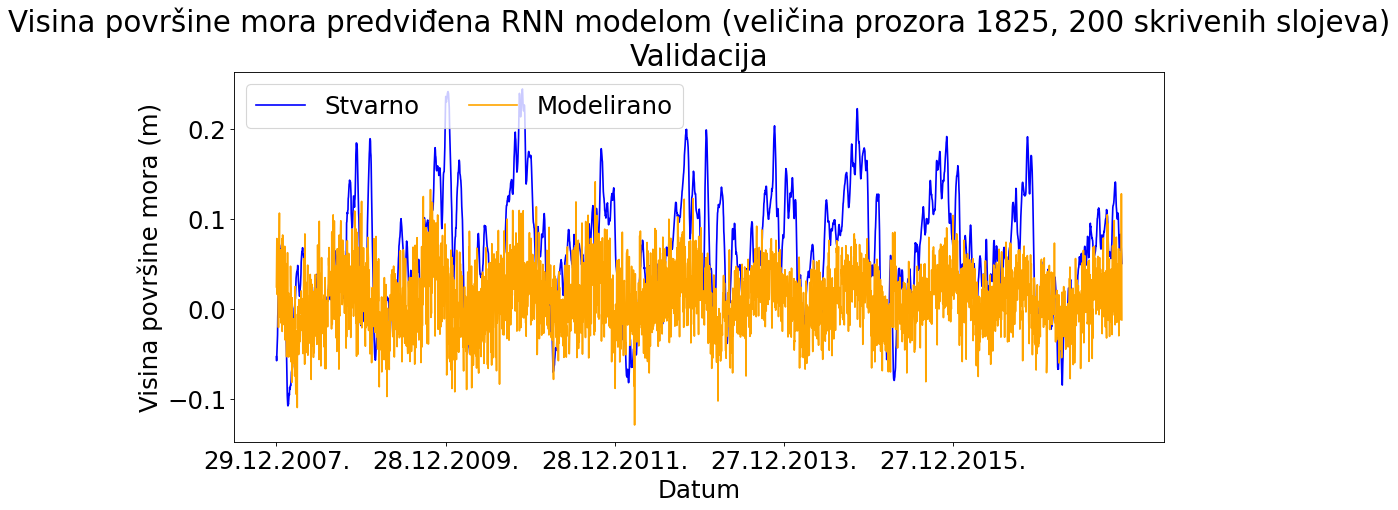 Visina površine mora predviđena RNN modelom (veličina prozora 1825, 200 skrivenih slojeva)
Validacija
Stvarno
Modelirano
Visina površine mora (m)
0.2
0.1
0.0
−0.1
29.12.2007.
28.12.2009.
28.12.2011.
27.12.2013.
27.12.2015.
Datum